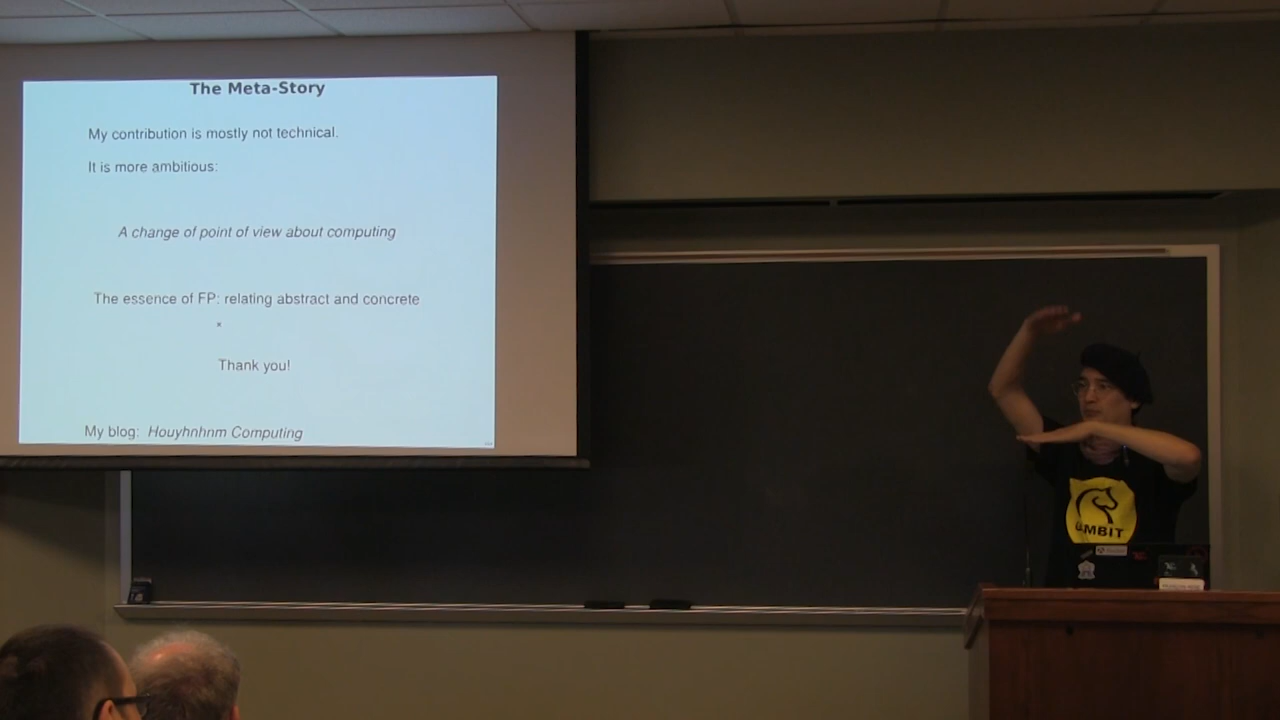 The Meta-Story
My contribution is mostly not technical.
It is more ambitious:
A change of point of view about computing
The essence of FP: relating abstract and concrete
×
Thank you!
My blog: Houyhnhnm Computing
GAMBIT